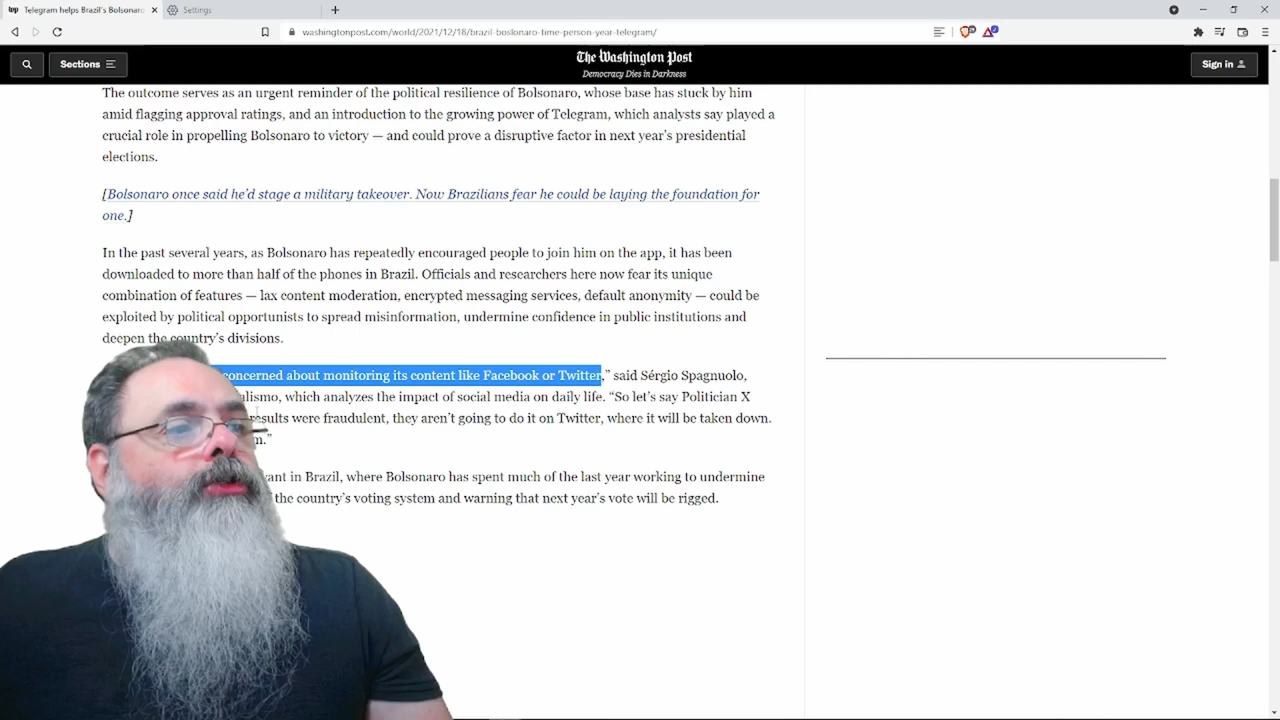 Telegram helps Brazil's Bolsonaro
Settings
washingtonpost.com/world/2021/12/18/brazil-boslonaro-time-person-year-telegram/
Sections
The Washington Post
Democracy Dies in Darkness
Sign in
The outcome serves as an urgent reminder of the political resilience of Bolsonaro, whose base has stuck by him
amid flagging approval ratings, and an introduction to the growing power of Telegram, which analysts say played a
crucial role in propelling Bolsonaro to victory — and could prove a disruptive factor in next year's presidential
elections.
[Bolsonaro once said he'd stage a military takeover. Now Brazilians fear he could be laying the foundation for
one.]
In the past several years, as Bolsonaro has repeatedly encouraged people to join him on the app, it has been
downloaded to more than half of the phones in Brazil. Officials and researchers here now fear its unique
combination of features — lax content moderation, encrypted messaging services, default anonymity — could be
exploited by political opportunists to spread misinformation, undermine confidence in public institutions and
deepen the country's divisions.
concerned about monitoring its content like Facebook or Twitter," said Sérgio Spagnuolo,
which analyzes the impact of social media on daily life. "So let's say Politician X
results were fraudulent, they aren't going to do it on Twitter, where it will be taken down.
in Brazil, where Bolsonaro has spent much of the last year working to undermine
the country's voting system and warning that next year's vote will be rigged.